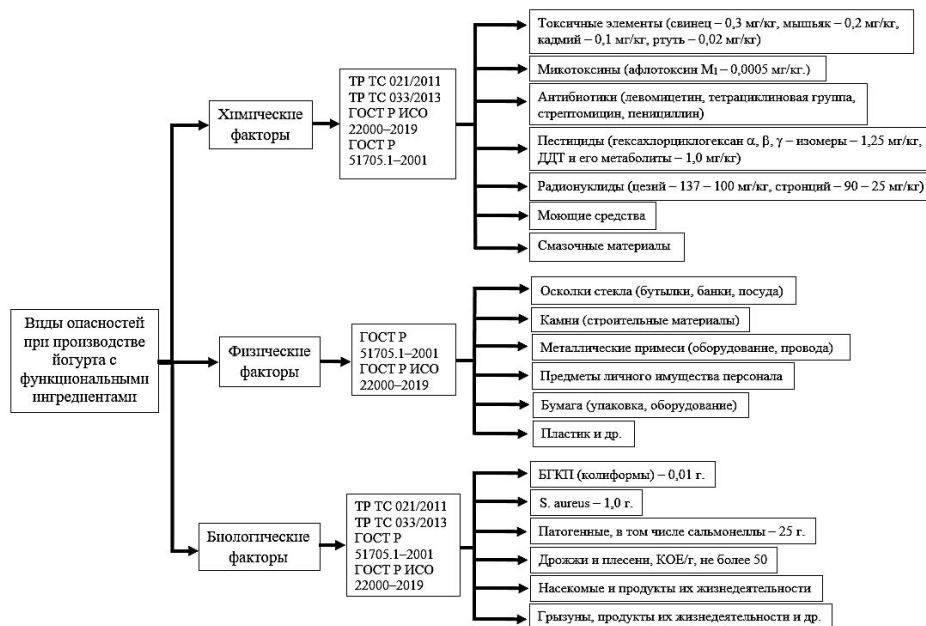 Виды опасностей
при производстве
йогурта с
функциональными
ингредиентами
Химические
факторы
ТР ТС 021/2011
ТР ТС 033/2013
ГОСТ Р ИСО
22000–2019
ГОСТ Р
51705.1–2001
Токсичные элементы (свинец – 0,3 мг/кг, мышьяк – 0,2 мг/кг,
кадмий – 0,1 мг/кг, ртуть – 0,02 мг/кг)
Микотоксины (афлотоксин М₁ – 0,0005 мг/кг.)
Антибиотики (левомицетин, тетрациклиновая группа,
стрептомицин, пенициллин)
Пестициды (гексахлорциклогексан α, β, γ – изомеры – 1,25 мг/кг,
ДДТ и его метаболиты – 1,0 мг/кг)
Радионуклиды (цезий – 137 – 100 мг/кг, стронций – 90 – 25 мг/кг)
Моющие средства
Смазочные материалы
Физические
факторы
ГОСТ Р
51705.1–2001
ГОСТ Р ИСО
22000–2019
Осколки стекла (бутылки, банки, посуда)
Камни (строительные материалы)
Металлические примеси (оборудование, провода)
Предметы личного имущества персонала
Бумага (упаковка, оборудование)
Пластик и др.
Биологические
факторы
ТР ТС 021/2011
ТР ТС 033/2013
ГОСТ Р
51705.1–2001
ГОСТ Р ИСО
22000–2019
БГКП (колиформы) – 0,01 г.
S. aureus – 1,0 г.
Патогенные, в том числе сальмонеллы – 25 г.
Дрожжи и плесени, КОЕ/г, не более 50
Насекомые и продукты их жизнедеятельности
Грызуны, продукты их жизнедеятельности и др.